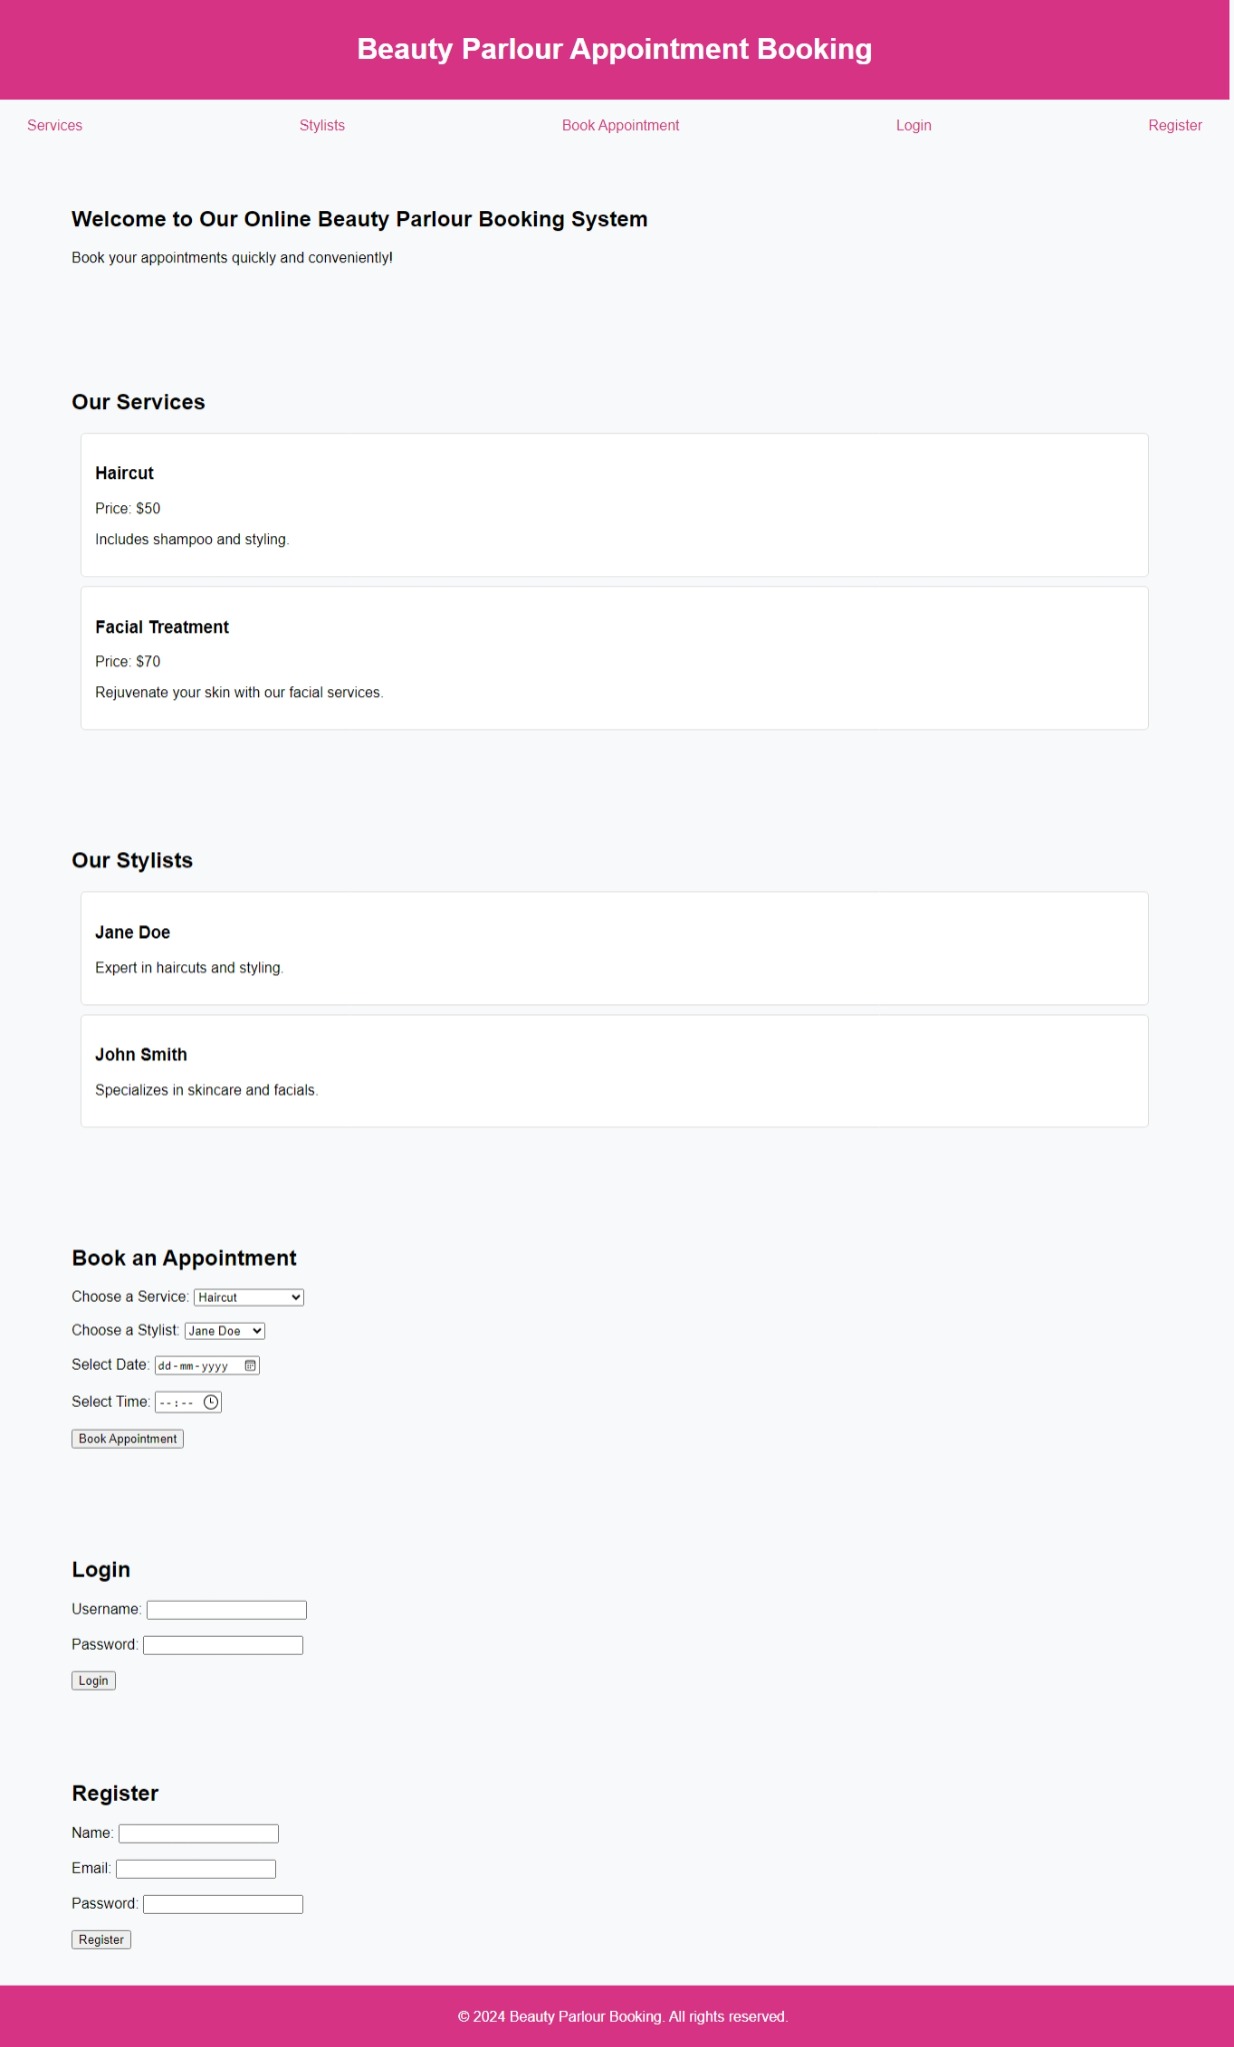 Beauty Parlour Appointment Booking
Services Stylists Book Appointment Login Register
Welcome to Our Online Beauty Parlour Booking System
Book your appointments quickly and conveniently!
Our Services
Haircut
Price: $50
Includes shampoo and styling.
Facial Treatment
Price: $70
Rejuvenate your skin with our facial services.
Our Stylists
Jane Doe
Expert in haircuts and styling.
John Smith
Specializes in skincare and facials.
Book an Appointment
Choose a Service: Haircut
Choose a Stylist: Jane Doe
Select Date: dd-mm-yyyy
Select Time: --:--
Book Appointment
Login
Username:
Password:
Login
Register
Name:
Email:
Password:
Register
© 2024 Beauty Parlour Booking. All rights reserved.